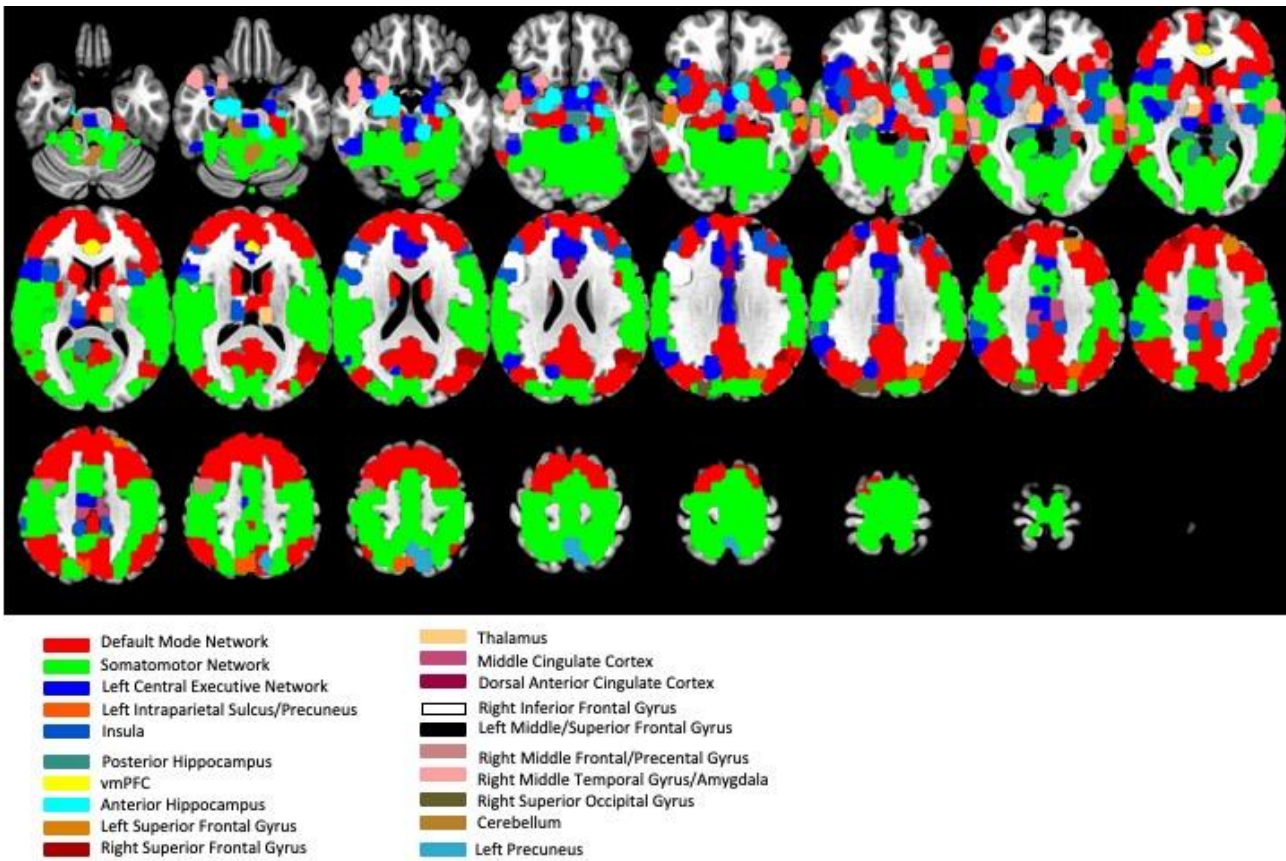 Default Mode Network
Somatomotor Network
Left Central Executive Network
Left Intraparietal Sulcus/Precuneus
Insula
Posterior Hippocampus
vmPFC
Anterior Hippocampus
Left Superior Frontal Gyrus
Right Superior Frontal Gyrus
Thalamus
Middle Cingulate Cortex
Dorsal Anterior Cingulate Cortex
Right Inferior Frontal Gyrus
Left Middle/Superior Frontal Gyrus
Right Middle Frontal/Precental Gyrus
Right Middle Temporal Gyrus/Amygdala
Right Superior Occipital Gyrus
Cerebellum
Left Precuneus